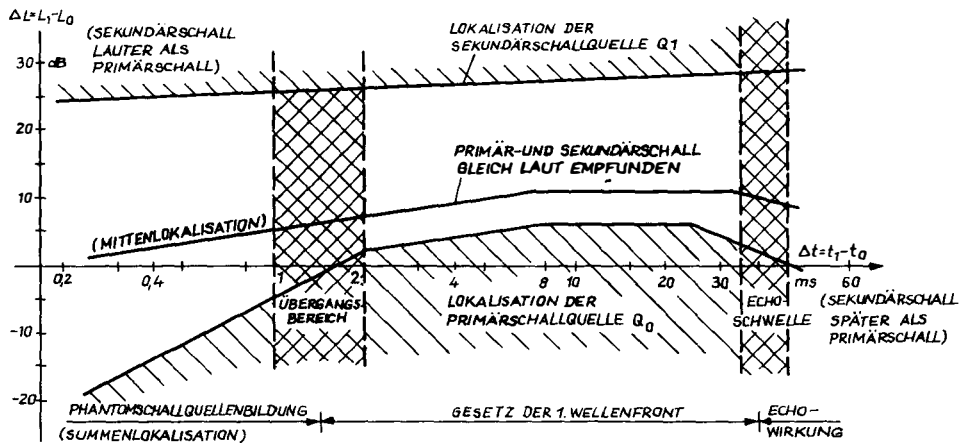 ΔL=L₁-L₀
(SEKUNDÄRSCHALL
LAUTER ALS
PRIMÄRSCHALL)
dB
30
20
10
0
-10
-20
LOKALISATION DER
SEKUNDÄRSCHALLQUELLE Q1
PRIMÄR-UND SEKUNDÄRSCHALL
GLEICH LAUT EMPFUNDEN
(MITTENLOKALISATION)
Δt=t₁-t₀
0,2 0,4 1 2 4 8 10 20 30 ms 60
ÜBERGANGS-
BEREICH
LOKALISATION DER
PRIMÄRSCHALLQUELLE Q₀
ECHO-
SCHWELLE
(SEKUNDÄRSCHALL
SPÄTER ALS
PRIMÄRSCHALL)
PHANTOMSCHALLQUELLENBILDUNG
(SUMMENLOKALISATION)
GESETZ DER 1. WELLENFRONT
ECHO-
WIRKUNG